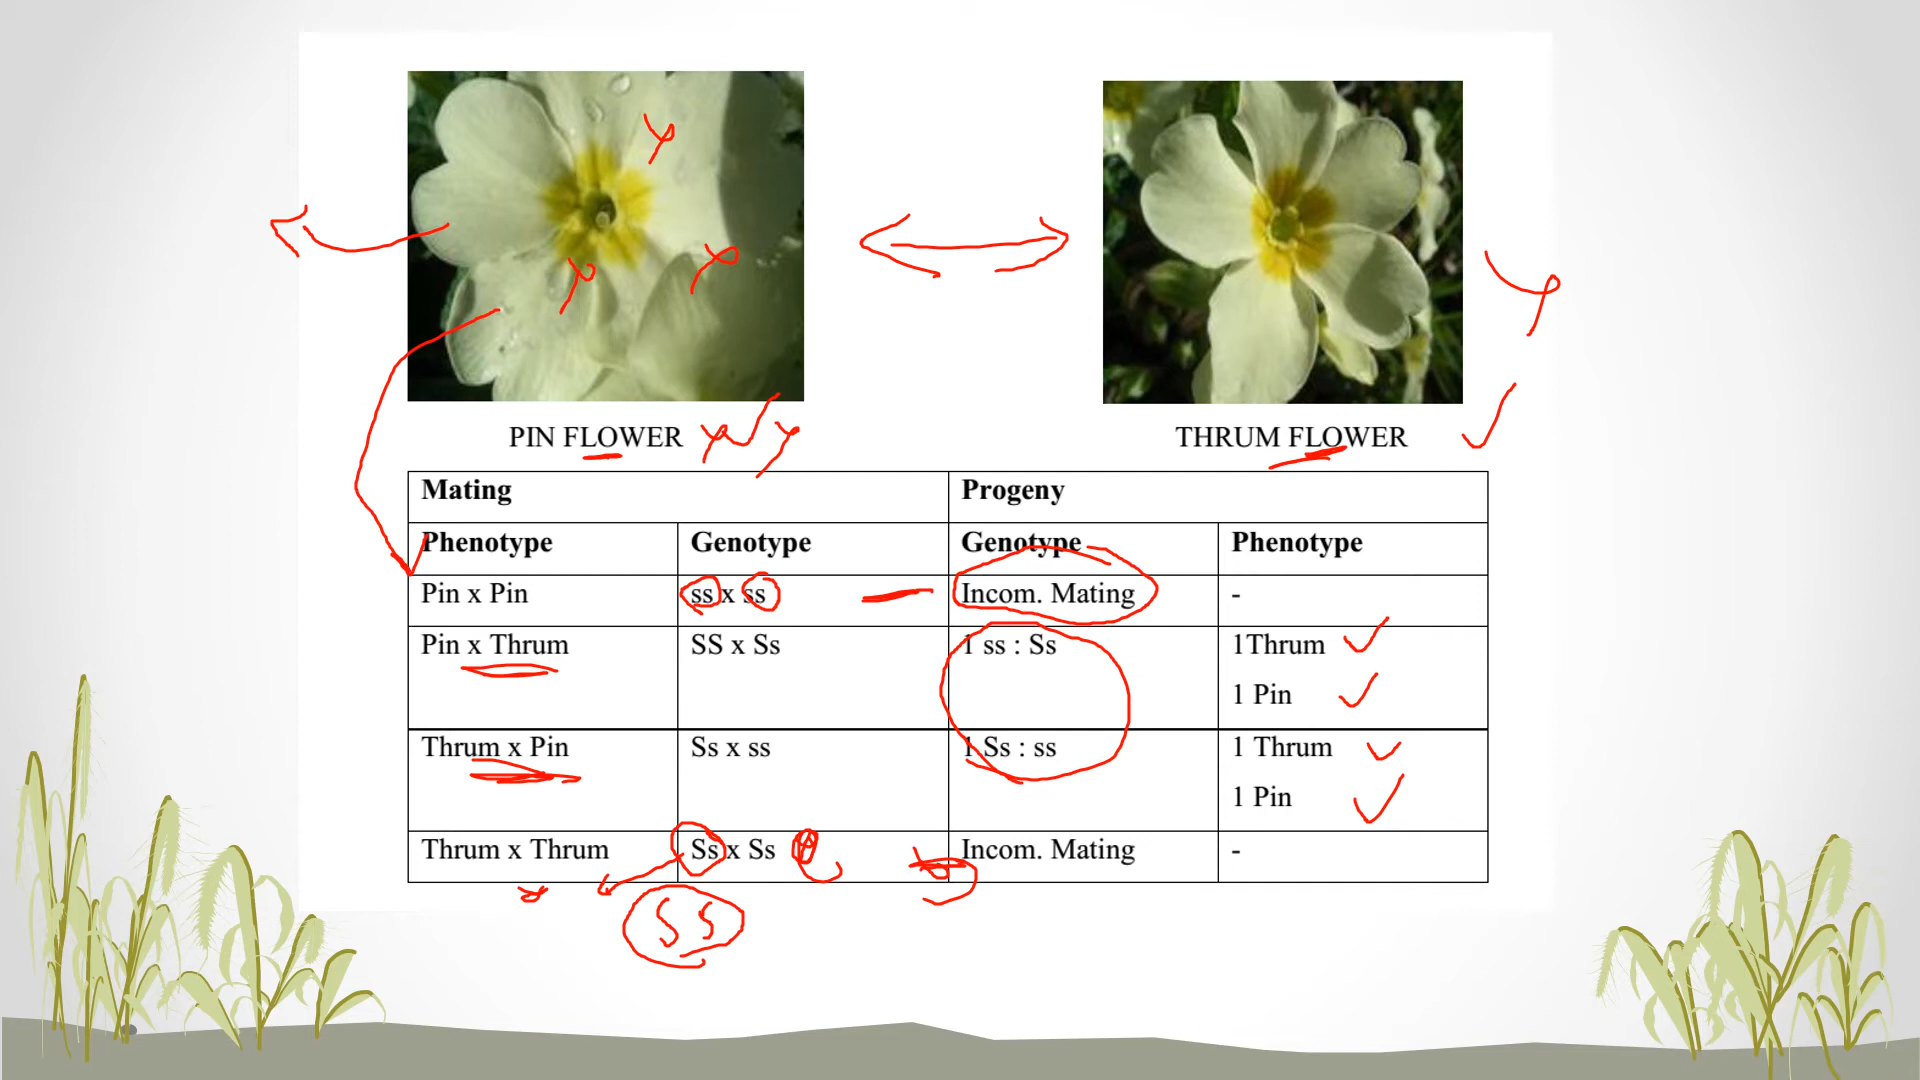 PIN FLOWER
THRUM FLOWER
Mating Progeny
Phenotype Genotype Genotype Phenotype
Pin x Pin ss x ss Incom. Mating -
Pin x Thrum SS x Ss 1 ss : Ss 1Thrum
1 Pin
Thrum x Pin Ss x ss 1 Ss : ss 1 Thrum
1 Pin
Thrum x Thrum Ss x Ss Incom. Mating -
S S